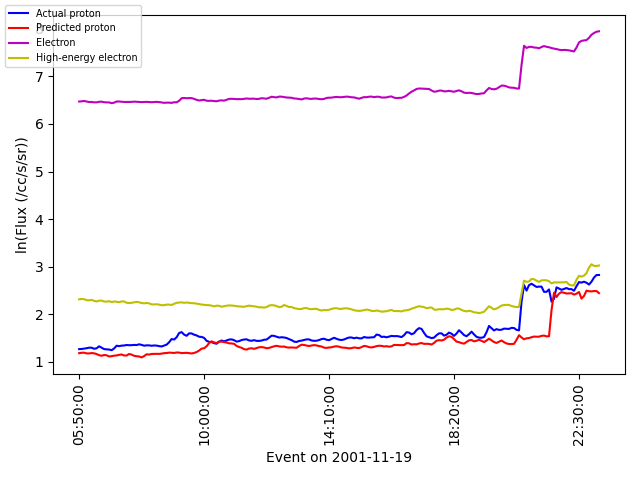 Actual proton
Predicted proton
Electron
High-energy electron
7
6
5
4
3
2
1
ln(Flux (/cc/s/sr))
05:50:00
10:00:00
14:10:00
18:20:00
22:30:00
Event on 2001-11-19